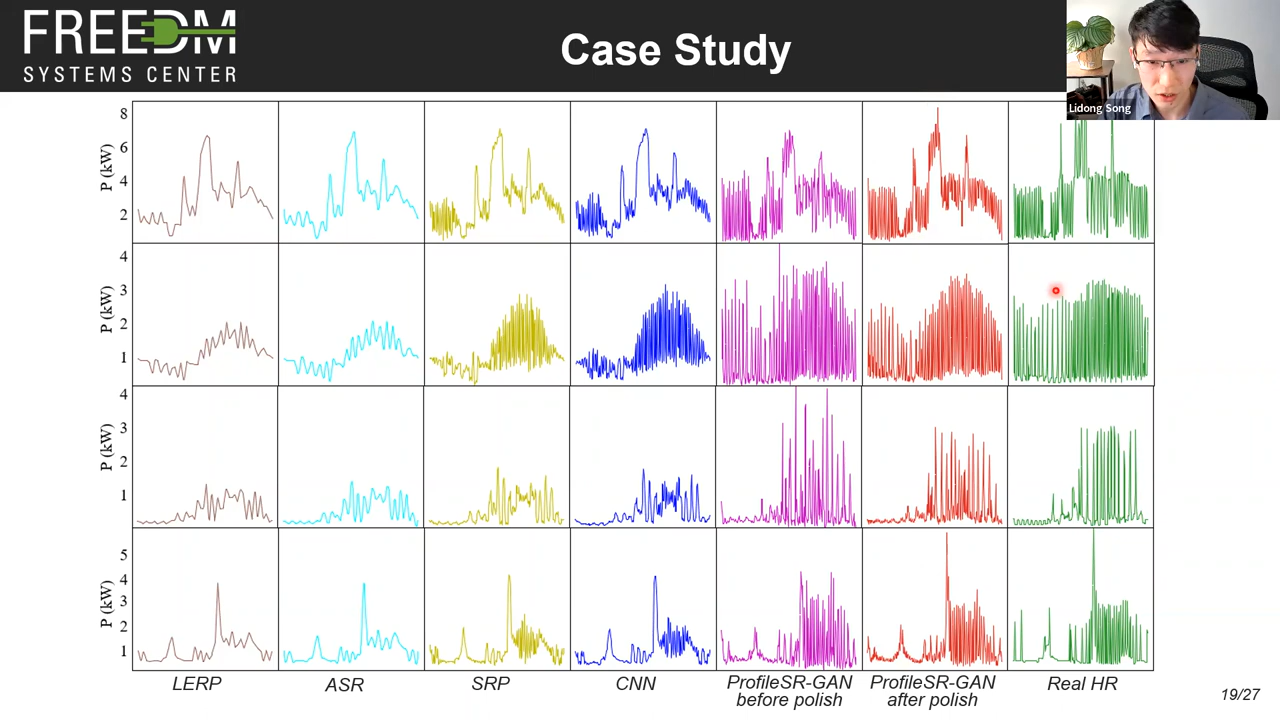 FREEDM
SYSTEMS CENTER
Case Study
Lidong Song
P (kW)
8
6
4
2
P (kW)
4
3
2
1
P (kW)
4
3
2
1
P (kW)
5
4
3
2
1
LERP
ASR
SRP
CNN
ProfileSR-GAN
before polish
ProfileSR-GAN
after polish
Real HR
19/27